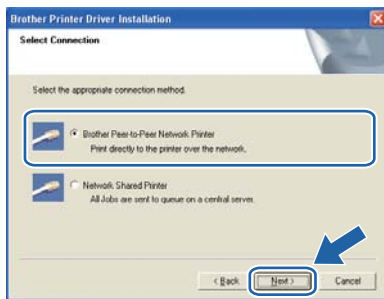 Brother Printer Driver Installation
Select Connection
Select the appropriate connection method.
Brother Peer-to-Peer Network Printer
Print directly to the printer over the network.
Network Shared Printer
All Jobs are sent to queue on a central server.
< Back Next > Cancel